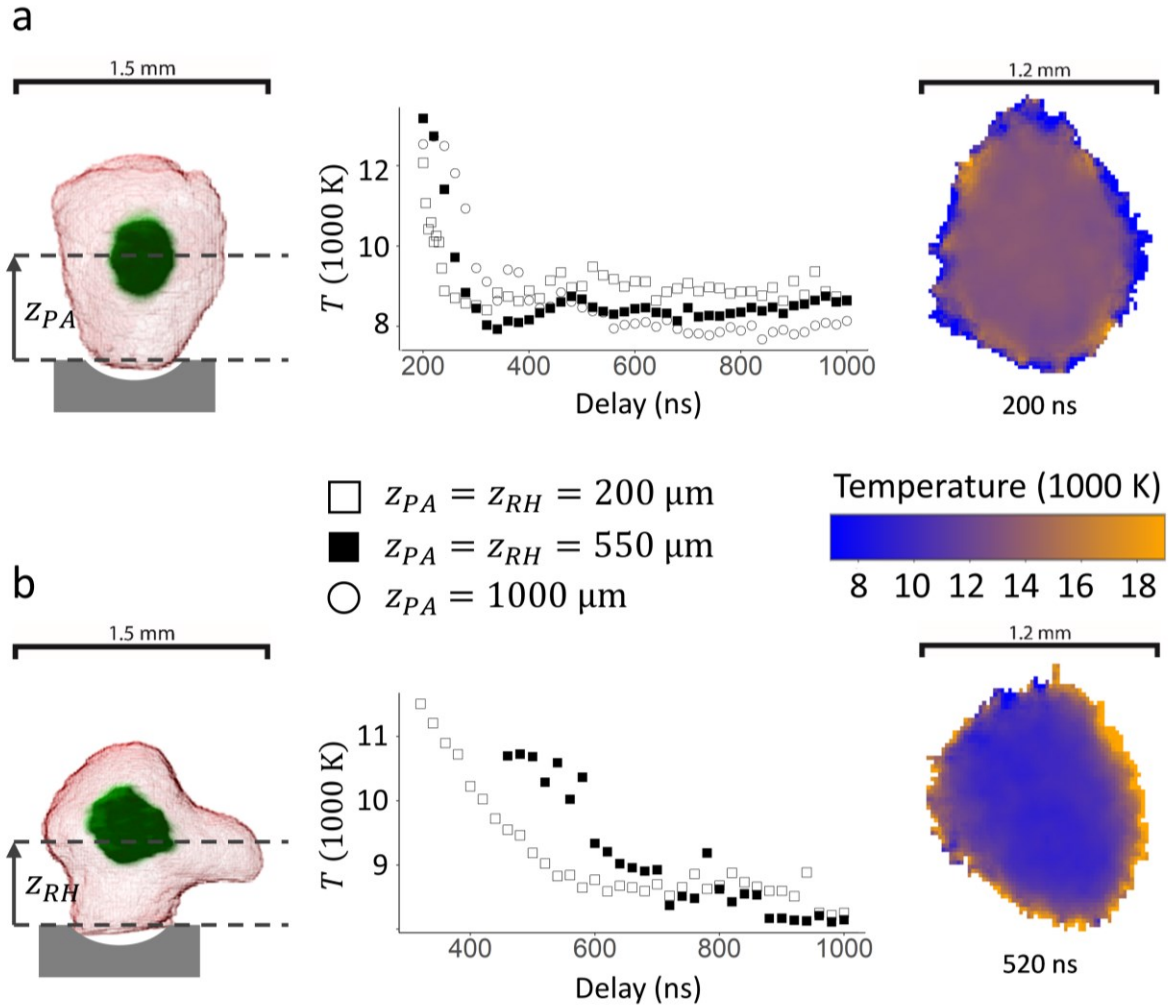 a
1.5 mm
z_PA
T (1000 K)
12
10
8
200 400 600 800 1000
Delay (ns)
1.2 mm
200 ns
□ z_PA = z_RH = 200 μm
■ z_PA = z_RH = 550 μm
○ z_PA = 1000 μm
Temperature (1000 K)
8 10 12 14 16 18
b
1.5 mm
z_RH
T (1000 K)
11
10
9
400 600 800 1000
Delay (ns)
1.2 mm
520 ns